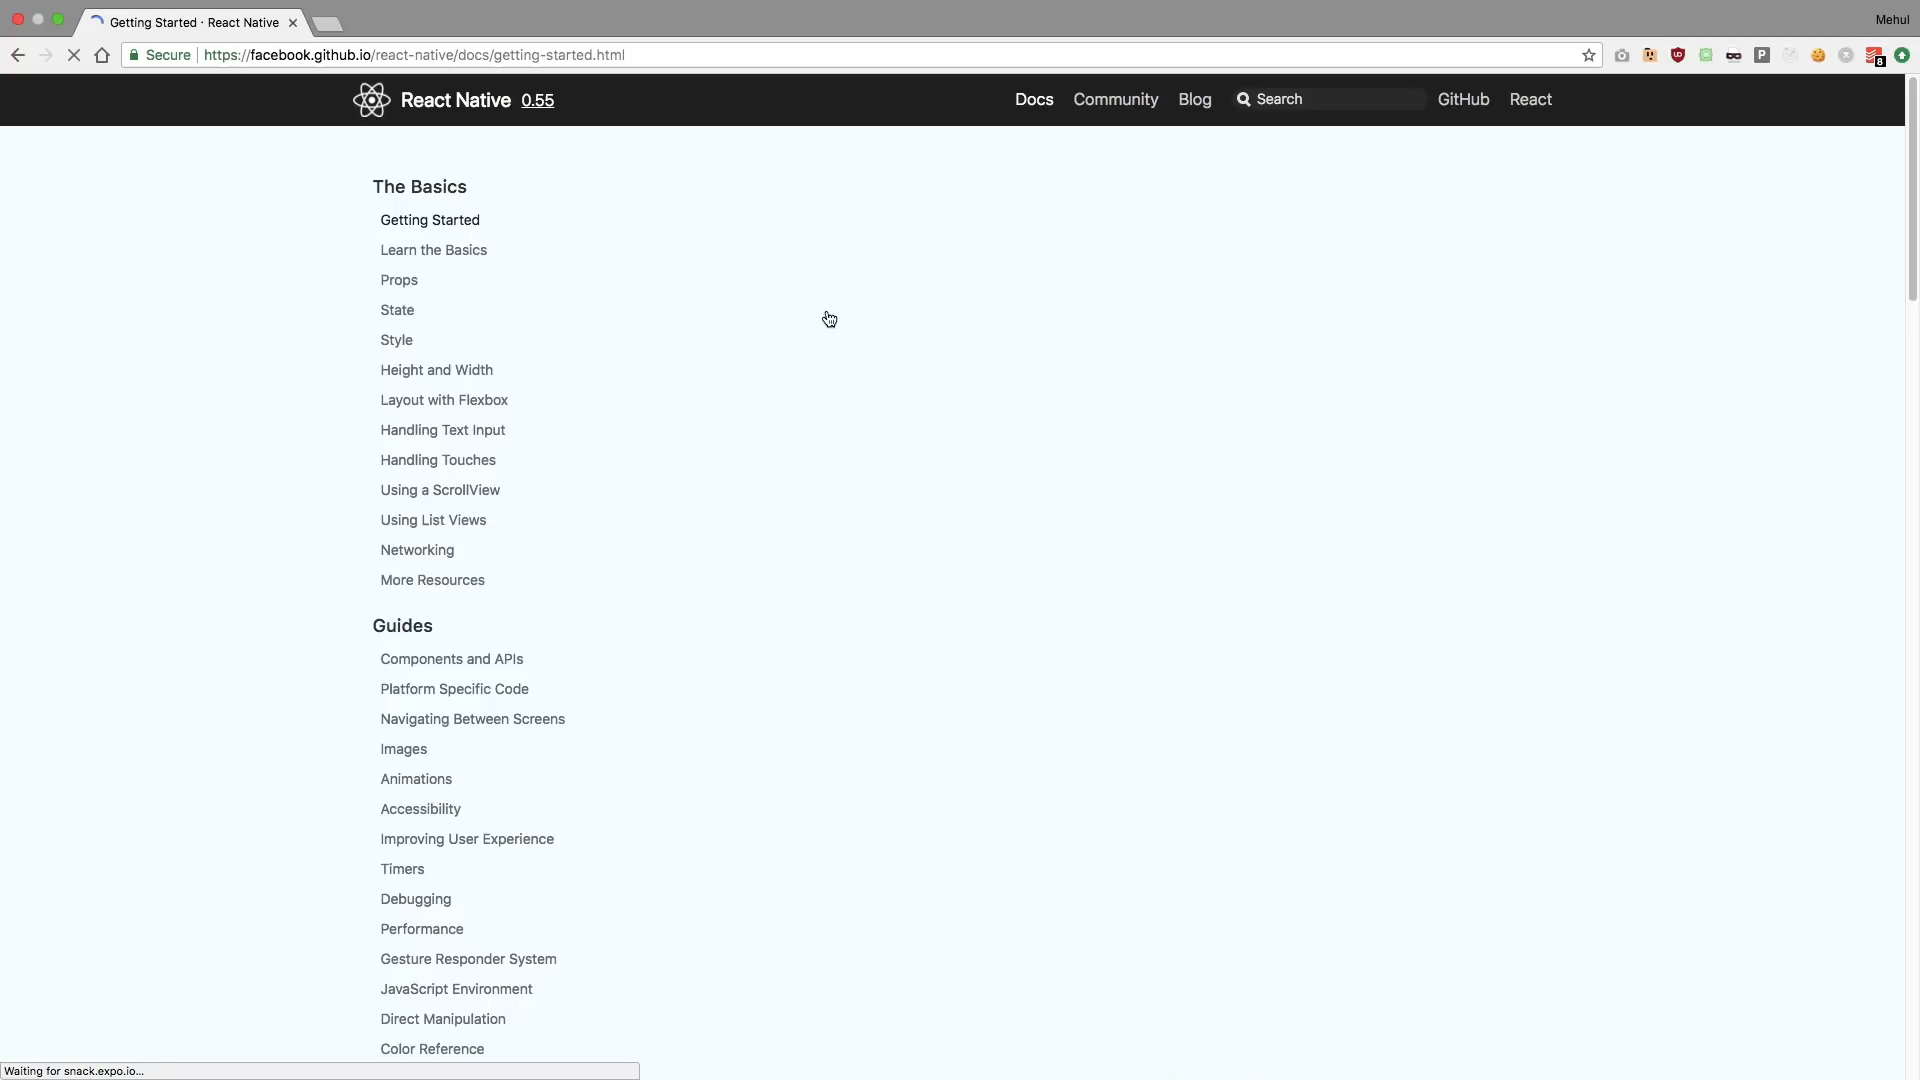 Getting Started · React Native
Mehul
Secure
https://facebook.github.io/react-native/docs/getting-started.html
P
8
React Native 0.55
Docs
Community
Blog
Search
GitHub
React
The Basics
Getting Started
Learn the Basics
Props
State
Style
Height and Width
Layout with Flexbox
Handling Text Input
Handling Touches
Using a ScrollView
Using List Views
Networking
More Resources
Guides
Components and APIs
Platform Specific Code
Navigating Between Screens
Images
Animations
Accessibility
Improving User Experience
Timers
Debugging
Performance
Gesture Responder System
JavaScript Environment
Direct Manipulation
Color Reference
Waiting for snack.expo.io...